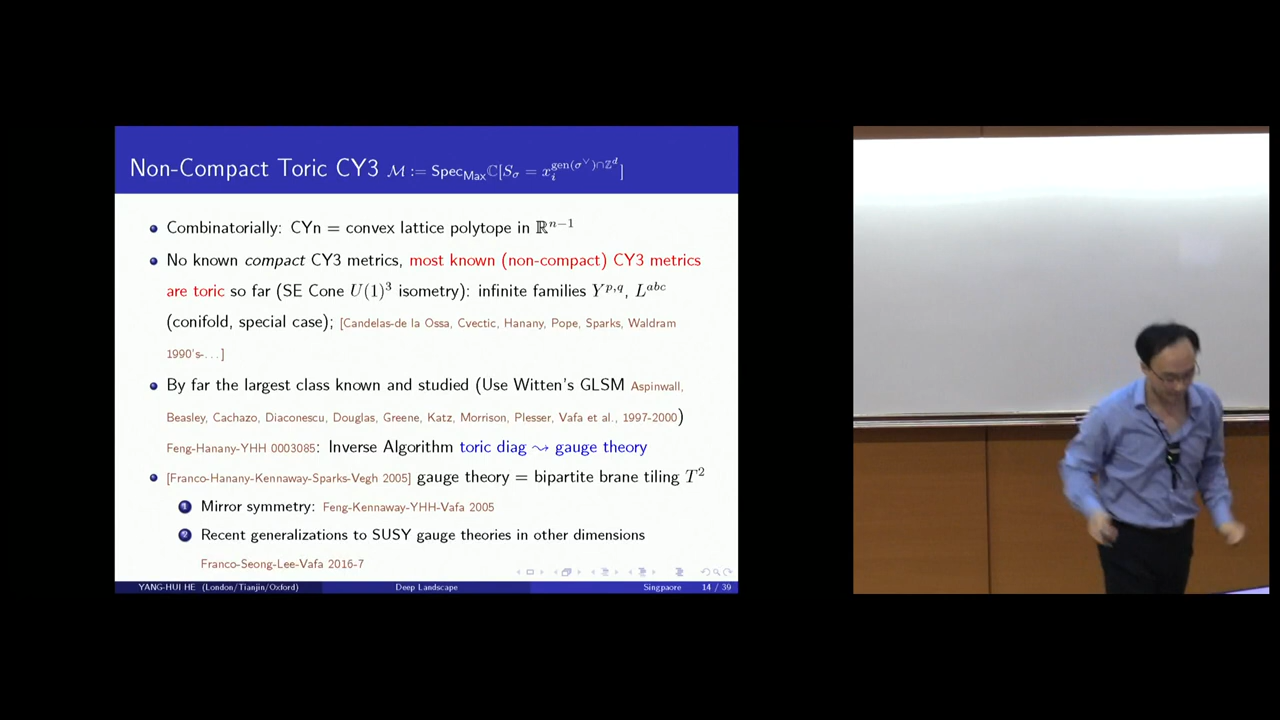 Non-Compact Toric CY3 M := Spec_Max ℂ[S_σ = x_i^{gen(σ^∨)∩ℤ^d}]
Combinatorially: CYn = convex lattice polytope in ℝ^{n−1}
No known compact CY3 metrics, most known (non-compact) CY3 metrics
are toric so far (SE Cone U(1)^3 isometry): infinite families Y^{p,q}, L^{abc}
(conifold, special case); [Candelas-de la Ossa, Cvectic, Hanany, Pope, Sparks, Waldram
1990's-...]
By far the largest class known and studied (Use Witten's GLSM Aspinwall,
Beasley, Cachazo, Diaconescu, Douglas, Greene, Katz, Morrison, Plesser, Vafa et al., 1997-2000)
Feng-Hanany-YHH 0003085: Inverse Algorithm toric diag ⇝ gauge theory
[Franco-Hanany-Kennaway-Sparks-Vegh 2005] gauge theory = bipartite brane tiling T^2
1 Mirror symmetry: Feng-Kennaway-YHH-Vafa 2005
2 Recent generalizations to SUSY gauge theories in other dimensions
Franco-Seong-Lee-Vafa 2016-7
YANG-HUI HE (London/Tianjin/Oxford) Deep Landscape Singpaore 14 / 39